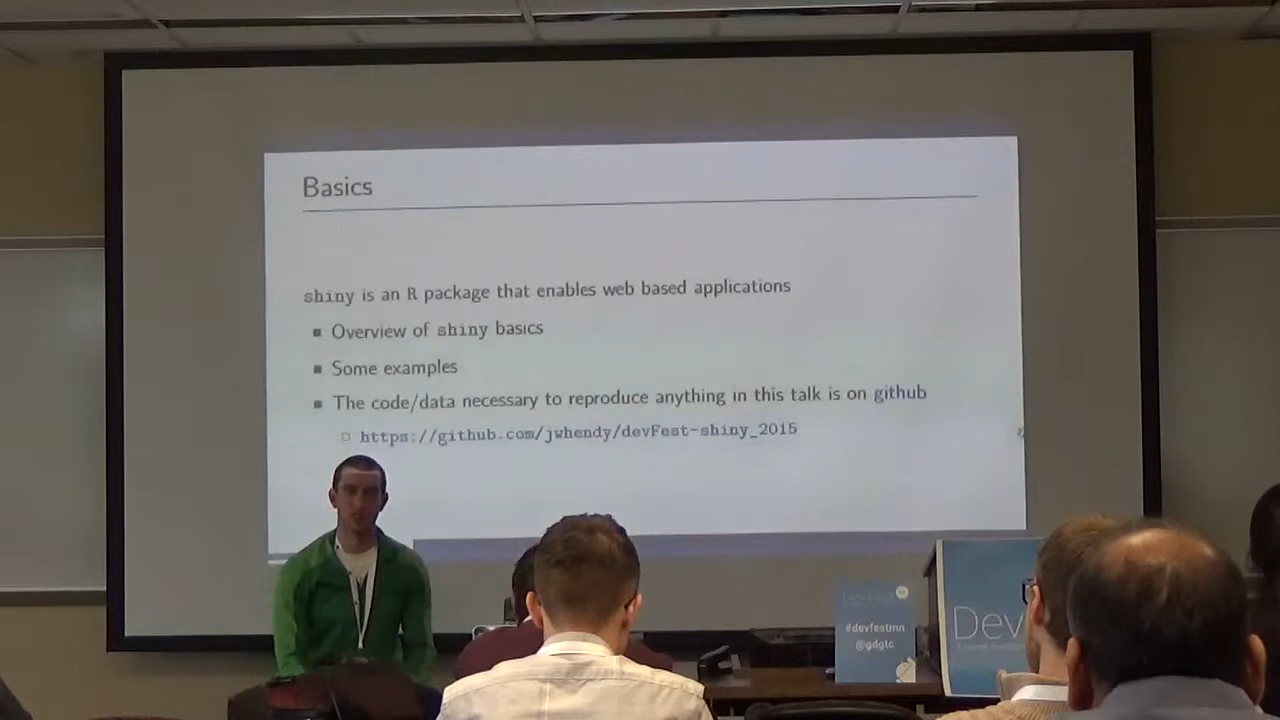 Basics
shiny is an R package that enables web based applications
Overview of shiny basics
Some examples
The code/data necessary to reproduce anything in this talk is on github
https://github.com/jwhendy/devFest-shiny_2015
#devfestmn
@gdgtc
Dev